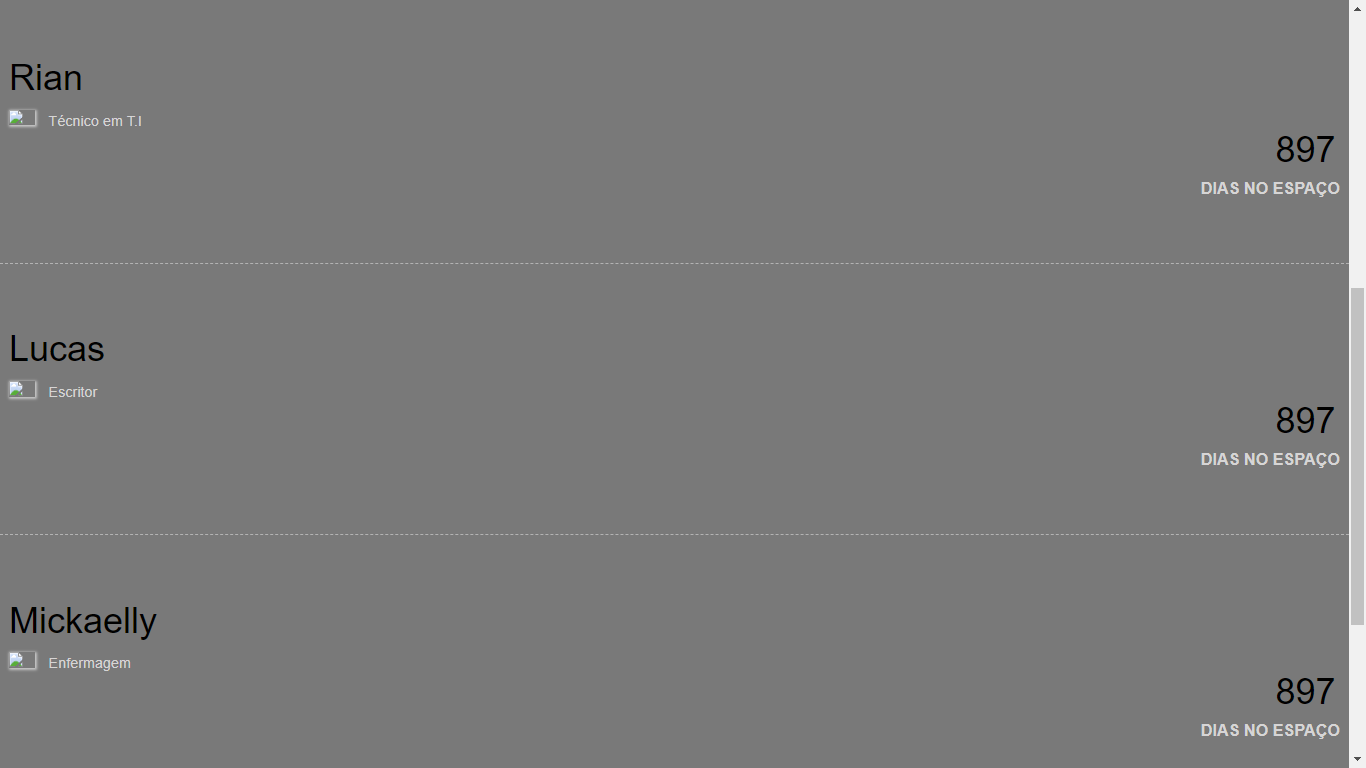 Rian
Técnico em T.I
897
DIAS NO ESPAÇO
Lucas
Escritor
897
DIAS NO ESPAÇO
Mickaelly
Enfermagem
897
DIAS NO ESPAÇO